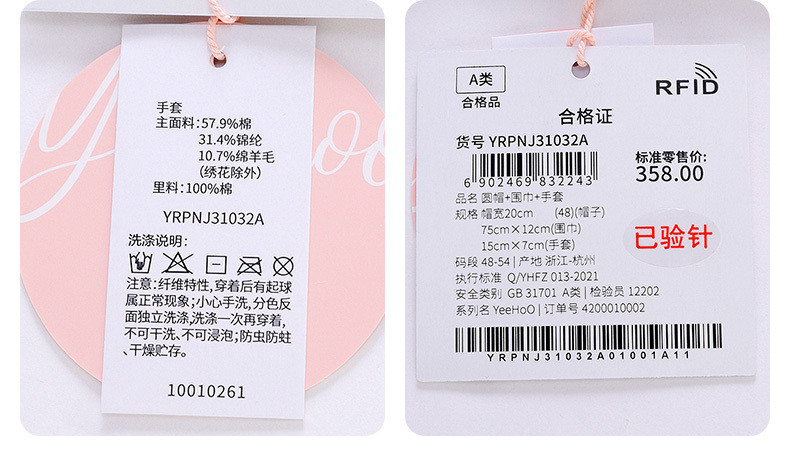 手套
主面料:57.9%棉
31.4%锦纶
10.7%绵羊毛
(绣花除外)
里料:100%棉
YRPNJ31032A
洗涤说明:
注意:纤维特性,穿着后有起球
属正常现象;小心手洗,分色反
面独立洗涤,洗涤一次再穿着,
不可干洗、不可浸泡;防虫防蛀
、干燥贮存。
10010261
A类
合格品
RFID
合格证
货号 YRPNJ31032A
6 902469 832243
标准零售价:
358.00
品名 圆帽+围巾+手套
规格 帽宽20cm (48)(帽子)
75cm×12cm(围巾)
15cm×7cm(手套)
已验针
码段 48-54 | 产地 浙江-杭州
执行标准 Q/YHFZ 013-2021
安全类别 GB 31701 A类 | 检验员 12202
系列名 YeeHoO | 订单号 4200010002
YRPNJ31032A01001A11